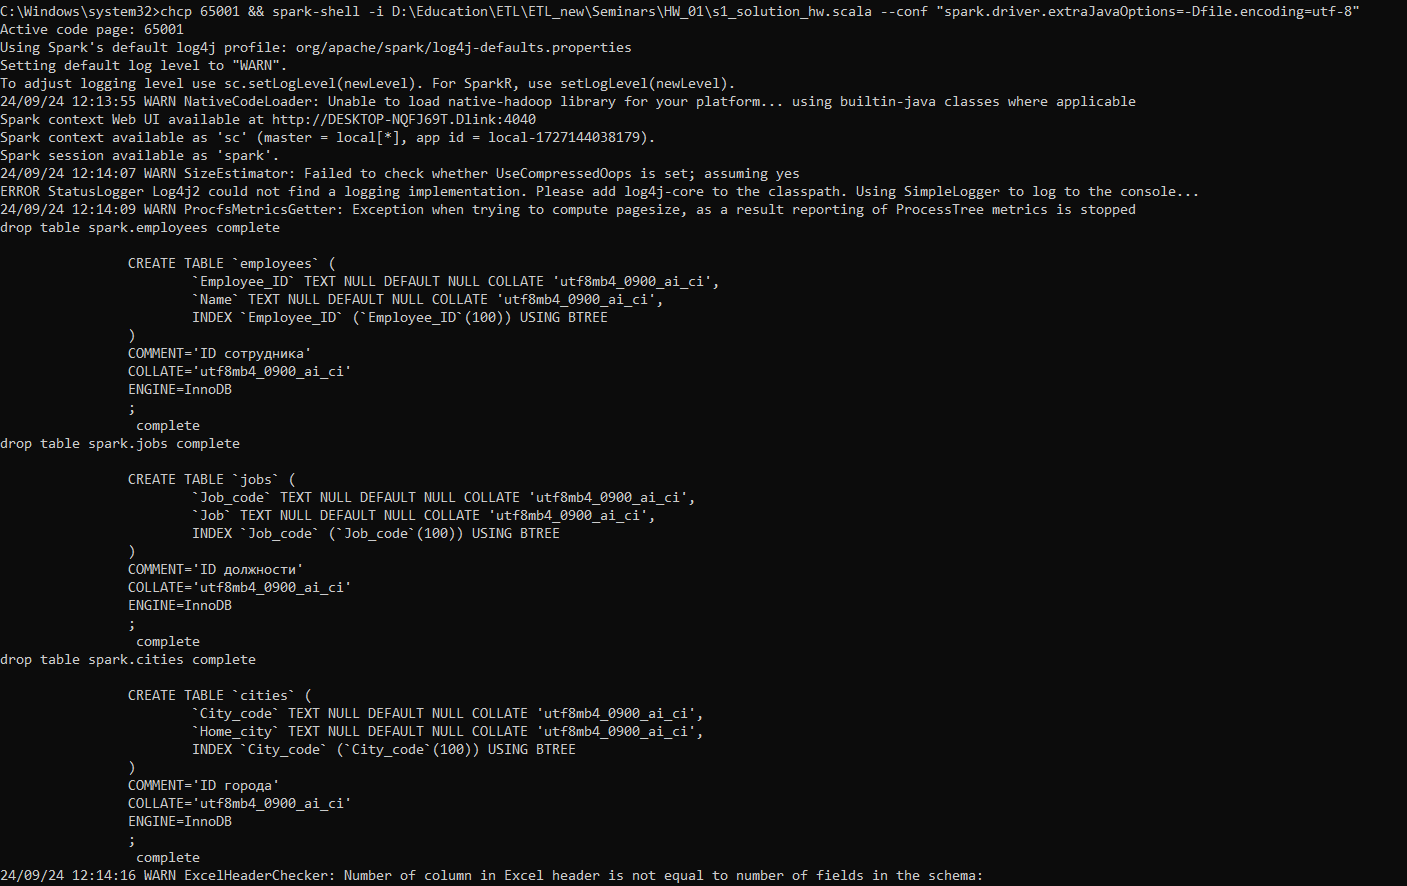 C:\Windows\system32>chcp 65001 && spark-shell -i D:\Education\ETL\ETL_new\Seminars\HW_01\s1_solution_hw.scala --conf "spark.driver.extraJavaOptions=-Dfile.encoding=utf-8"
Active code page: 65001
Using Spark's default log4j profile: org/apache/spark/log4j-defaults.properties
Setting default log level to "WARN".
To adjust logging level use sc.setLogLevel(newLevel). For SparkR, use setLogLevel(newLevel).
24/09/24 12:13:55 WARN NativeCodeLoader: Unable to load native-hadoop library for your platform... using builtin-java classes where applicable
Spark context Web UI available at http://DESKTOP-NQFJ69T.Dlink:4040
Spark context available as 'sc' (master = local[*], app id = local-1727144038179).
Spark session available as 'spark'.
24/09/24 12:14:07 WARN SizeEstimator: Failed to check whether UseCompressedOops is set; assuming yes
ERROR StatusLogger Log4j2 could not find a logging implementation. Please add log4j-core to the classpath. Using SimpleLogger to log to the console...
24/09/24 12:14:09 WARN ProcfsMetricsGetter: Exception when trying to compute pagesize, as a result reporting of ProcessTree metrics is stopped
drop table spark.employees complete
CREATE TABLE `employees` (
`Employee_ID` TEXT NULL DEFAULT NULL COLLATE 'utf8mb4_0900_ai_ci',
`Name` TEXT NULL DEFAULT NULL COLLATE 'utf8mb4_0900_ai_ci',
INDEX `Employee_ID` (`Employee_ID`(100)) USING BTREE
)
COMMENT='ID сотрудника'
COLLATE='utf8mb4_0900_ai_ci'
ENGINE=InnoDB
;
complete
drop table spark.jobs complete
CREATE TABLE `jobs` (
`Job_code` TEXT NULL DEFAULT NULL COLLATE 'utf8mb4_0900_ai_ci',
`Job` TEXT NULL DEFAULT NULL COLLATE 'utf8mb4_0900_ai_ci',
INDEX `Job_code` (`Job_code`(100)) USING BTREE
)
COMMENT='ID должности'
COLLATE='utf8mb4_0900_ai_ci'
ENGINE=InnoDB
;
complete
drop table spark.cities complete
CREATE TABLE `cities` (
`City_code` TEXT NULL DEFAULT NULL COLLATE 'utf8mb4_0900_ai_ci',
`Home_city` TEXT NULL DEFAULT NULL COLLATE 'utf8mb4_0900_ai_ci',
INDEX `City_code` (`City_code`(100)) USING BTREE
)
COMMENT='ID города'
COLLATE='utf8mb4_0900_ai_ci'
ENGINE=InnoDB
;
complete
24/09/24 12:14:16 WARN ExcelHeaderChecker: Number of column in Excel header is not equal to number of fields in the schema: